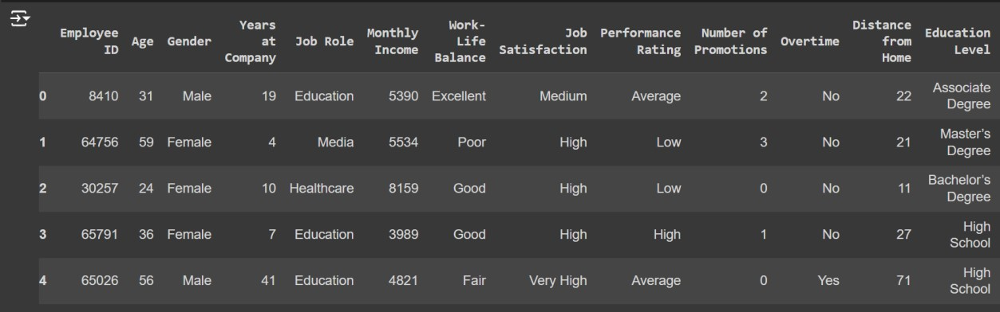 Employee ID Age Gender Years at Company Job Role Monthly Income Work-Life Balance Job Satisfaction Performance Rating Number of Promotions Overtime Distance from Home Education Level
0 8410 31 Male 19 Education 5390 Excellent Medium Average 2 No 22 Associate Degree
1 64756 59 Female 4 Media 5534 Poor High Low 3 No 21 Master's Degree
2 30257 24 Female 10 Healthcare 8159 Good High Low 0 No 11 Bachelor's Degree
3 65791 36 Female 7 Education 3989 Good High High 1 No 27 High School
4 65026 56 Male 41 Education 4821 Fair Very High Average 0 Yes 71 High School